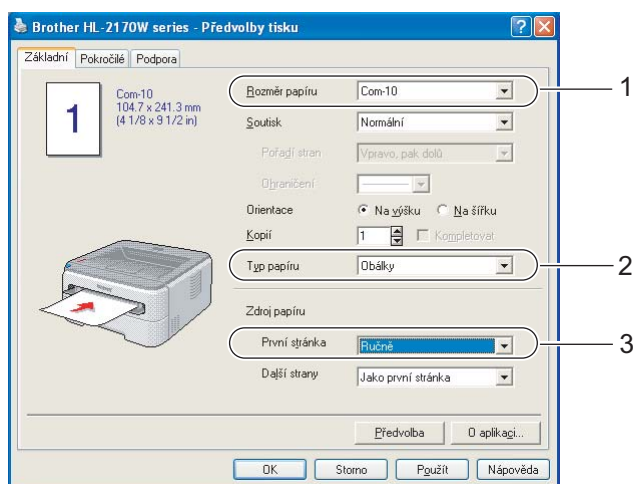 Brother HL-2170W series - Předvolby tisku
Základní Pokročilé Podpora
1
Com-10
104.7 x 241.3 mm
(4 1/8 x 9 1/2 in)
Rozměr papíru Com-10 1
Soutisk Normální
Pořadí stran Vpravo, pak dolů
Ohraničení
Orientace Na výšku Na šířku
Kopií 1 Kompletovat
Typ papíru Obálky 2
Zdroj papíru
První stránka Ručně 3
Další strany Jako první stránka
Předvolba O aplikaci...
OK Storno Použít Nápověda